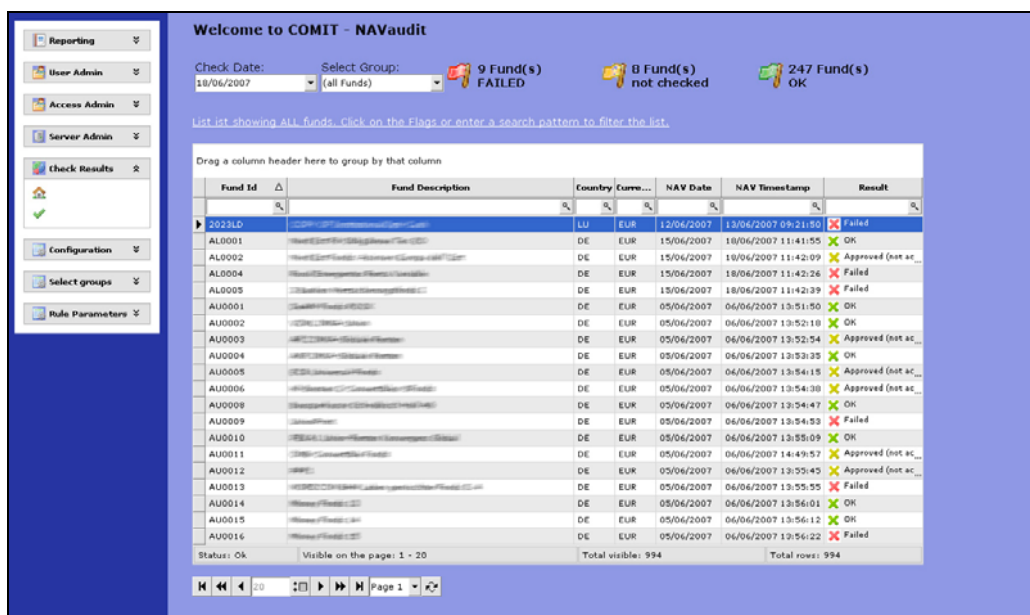 Reporting
User Admin
Access Admin
Server Admin
Check Results
Configuration
Select groups
Rule Parameters
Welcome to COMIT - NAVaudit
Check Date: Select Group:
18/06/2007 (all Funds)
9 Fund(s) FAILED
8 Fund(s) not checked
247 Fund(s) OK
List ist showing ALL funds. Click on the Flags or enter a search pattern to filter the list.
Drag a column header here to group by that column
Fund Id Fund Description Country Curre... NAV Date NAV Timestamp Result
2023LD LU EUR 12/06/2007 13/06/2007 09:21:50 Failed
AL0001 DE EUR 15/06/2007 18/06/2007 11:41:55 OK
AL0002 DE EUR 15/06/2007 18/06/2007 11:42:09 Approved (not ac...
AL0004 DE EUR 15/06/2007 18/06/2007 11:42:26 Failed
AL0005 DE EUR 15/06/2007 18/06/2007 11:42:39 Failed
AU0001 DE EUR 05/06/2007 06/06/2007 13:51:50 OK
AU0002 DE EUR 05/06/2007 06/06/2007 13:52:18 OK
AU0003 DE EUR 05/06/2007 06/06/2007 13:52:54 Approved (not ac...
AU0004 DE EUR 05/06/2007 06/06/2007 13:53:35 OK
AU0005 DE EUR 05/06/2007 06/06/2007 13:54:15 Approved (not ac...
AU0006 DE EUR 05/06/2007 06/06/2007 13:54:38 Approved (not ac...
AU0008 DE EUR 05/06/2007 06/06/2007 13:54:47 OK
AU0009 DE EUR 05/06/2007 06/06/2007 13:54:53 Failed
AU0010 DE EUR 05/06/2007 06/06/2007 13:55:09 OK
AU0011 DE EUR 05/06/2007 06/06/2007 14:49:57 Approved (not ac...
AU0012 DE EUR 05/06/2007 06/06/2007 13:55:45 Approved (not ac...
AU0013 DE EUR 05/06/2007 06/06/2007 13:55:55 Failed
AU0014 DE EUR 05/06/2007 06/06/2007 13:56:01 OK
AU0015 DE EUR 05/06/2007 06/06/2007 13:56:12 OK
AU0016 DE EUR 05/06/2007 06/06/2007 13:56:22 Failed
Status: Ok Visible on the page: 1 - 20 Total visible: 994 Total rows: 994
20 Page 1